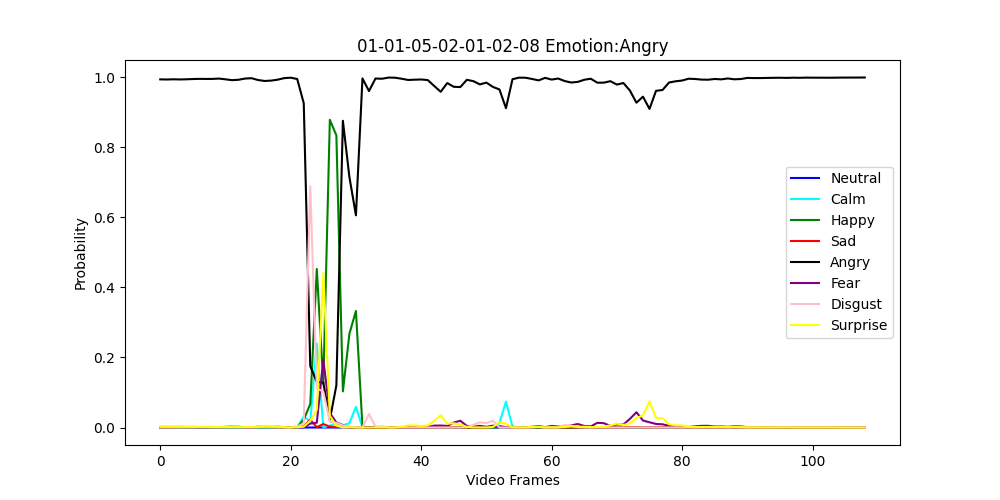 01-01-05-02-01-02-08 Emotion:Angry
Probability
1.0
0.8
0.6
0.4
0.2
0.0
0
20
40
60
80
100
Video Frames
Neutral
Calm
Happy
Sad
Angry
Fear
Disgust
Surprise